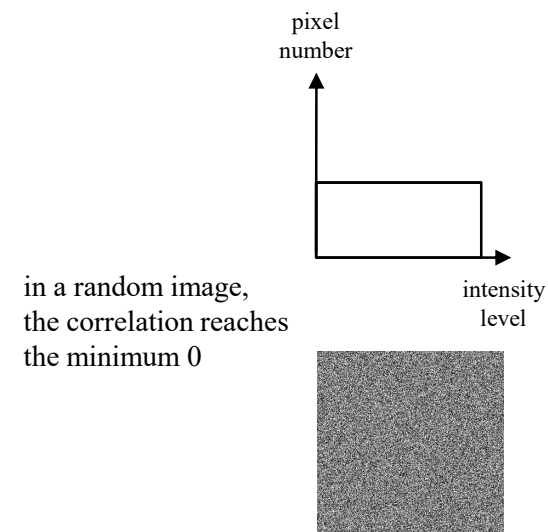 pixel
number
in a random image,
the correlation reaches
the minimum 0
intensity
level